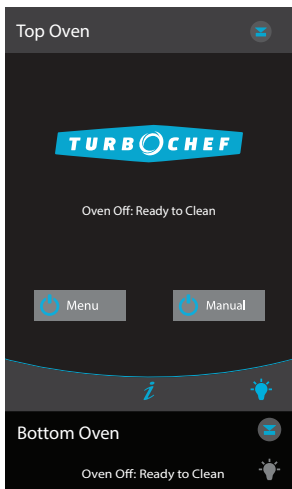 Top Oven
TURBOCHEF
Oven Off: Ready to Clean
Menu
Manual
i
Bottom Oven
Oven Off: Ready to Clean